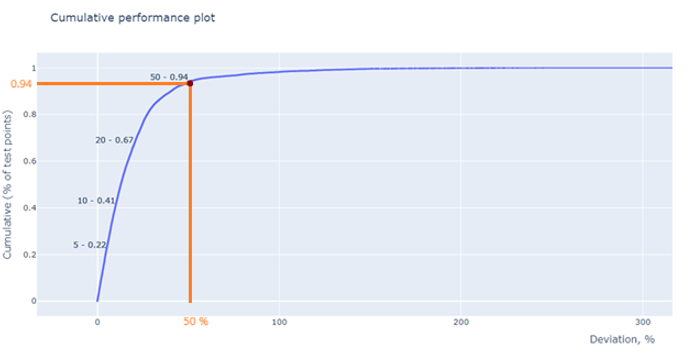 Cumulative performance plot
Cumulative (% of test points)
1
0.94
0.8
0.6
0.4
0.2
0
50 - 0.94
20 - 0.67
10 - 0.41
5 - 0.22
0
50 %
100
200
300
Deviation, %